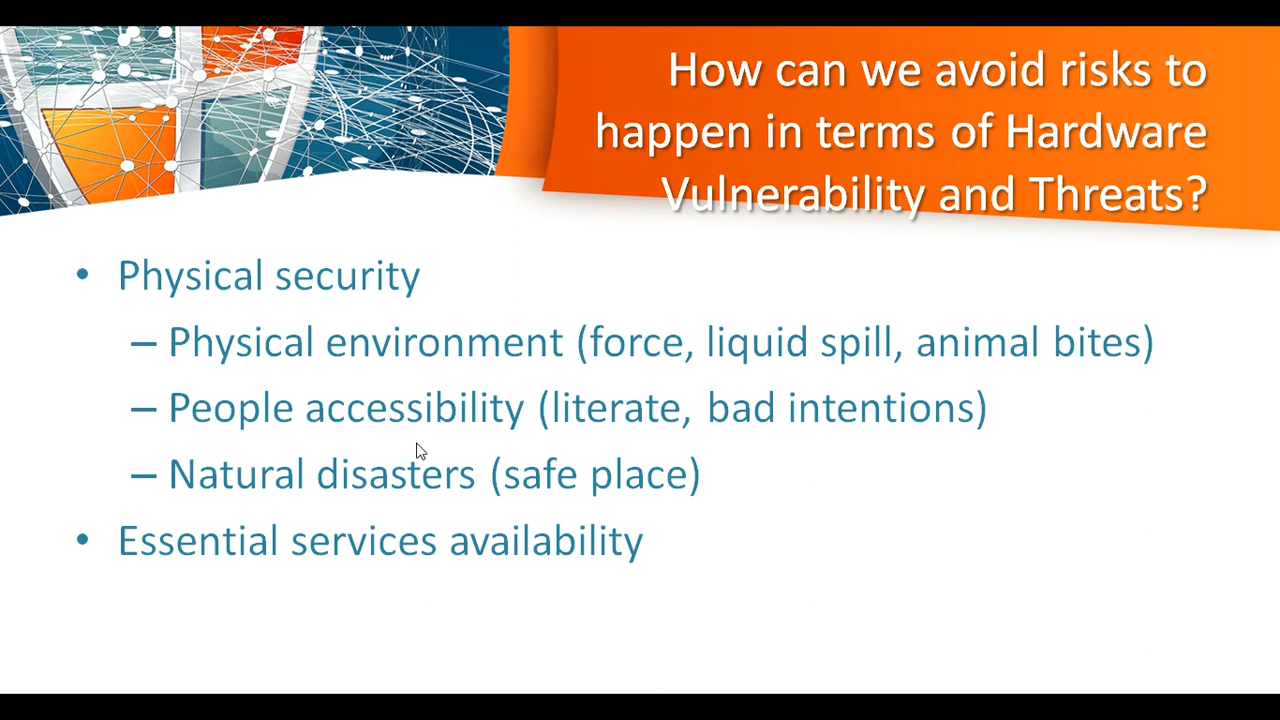 How can we avoid risks to
happen in terms of Hardware
Vulnerability and Threats?
• Physical security
– Physical environment (force, liquid spill, animal bites)
– People accessibility (literate, bad intentions)
– Natural disasters (safe place)
• Essential services availability